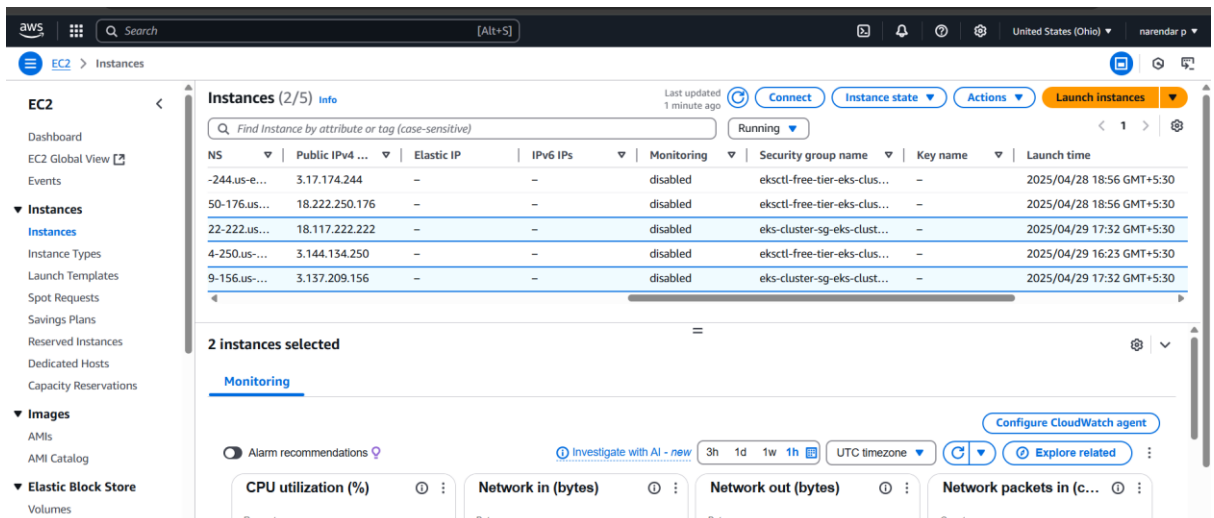 aws
Search [Alt+S] United States (Ohio) narendar p
EC2 > Instances
EC2
Dashboard
EC2 Global View
Events
Instances
Instances
Instance Types
Launch Templates
Spot Requests
Savings Plans
Reserved Instances
Dedicated Hosts
Capacity Reservations
Images
AMIs
AMI Catalog
Elastic Block Store
Volumes
Instances (2/5) Info
Last updated
1 minute ago
Connect Instance state Actions Launch instances
Find Instance by attribute or tag (case-sensitive) Running 1
NS Public IPv4 ... Elastic IP IPv6 IPs Monitoring Security group name Key name Launch time
-244.us-e... 3.17.174.244 – – disabled eksctl-free-tier-eks-clus... – 2025/04/28 18:56 GMT+5:30
50-176.us... 18.222.250.176 – – disabled eksctl-free-tier-eks-clus... – 2025/04/28 18:56 GMT+5:30
22-222.us... 18.117.222.222 – – disabled eks-cluster-sg-eks-clust... – 2025/04/29 17:32 GMT+5:30
4-250.us-... 3.144.134.250 – – disabled eksctl-free-tier-eks-clus... – 2025/04/29 16:23 GMT+5:30
9-156.us-... 3.137.209.156 – – disabled eks-cluster-sg-eks-clust... – 2025/04/29 17:32 GMT+5:30
2 instances selected
Monitoring
Configure CloudWatch agent
Alarm recommendations Investigate with AI - new 3h 1d 1w 1h UTC timezone Explore related
CPU utilization (%) Network in (bytes) Network out (bytes) Network packets in (c...